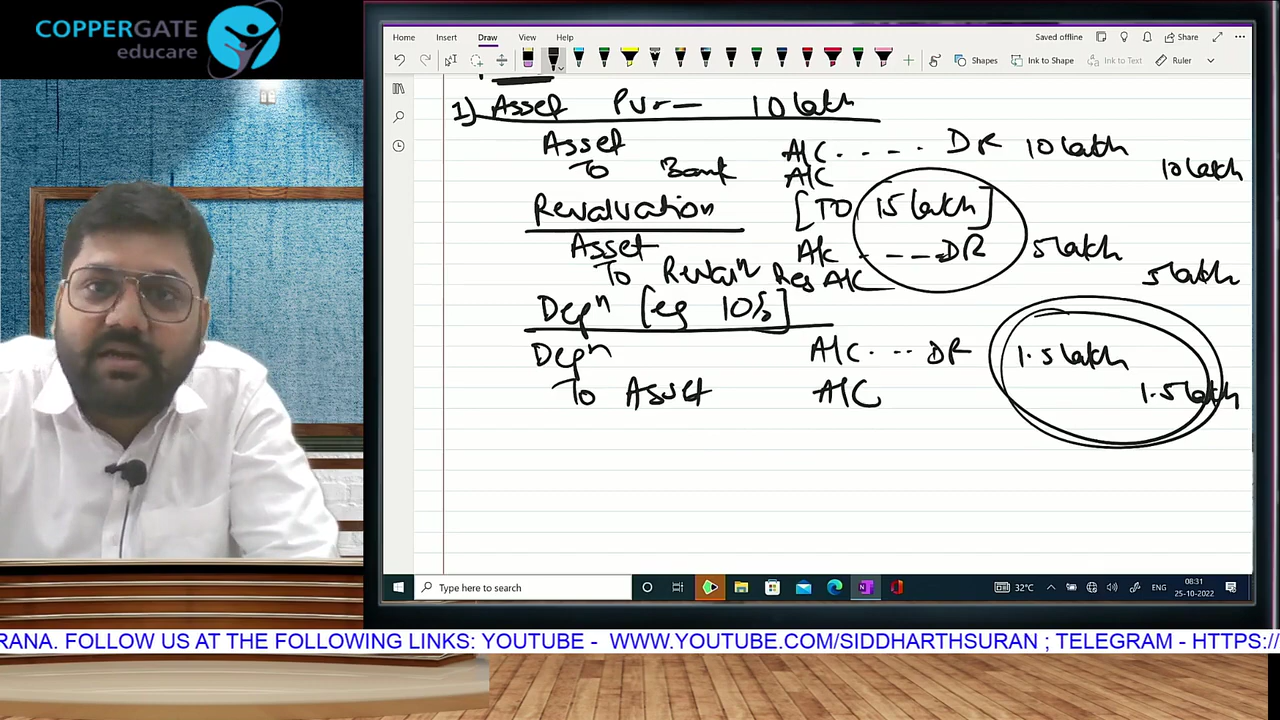 COPPERGATE
educare
Home Insert Draw View Help
Saved offline
Share
Shapes
Ink to Shape
Ink to Text
Ruler
1) Asset Pur— 10 lakh
Asset A/C.---. DR 10 lakh
To Bank A/C 10 lakh
Revaluation [TO 15 lakh]
Asset A/c ---- DR 5 lakh
To Revaln Res A/C 5 lakh
Depn [eg 10%]
Depn A/C... DR 1.5 lakh
To Asset A/C 1.5 lakh
Type here to search
32°C
ENG
08:31
25-10-2022
RANA. FOLLOW US AT THE FOLLOWING LINKS: YOUTUBE - WWW.YOUTUBE.COM/SIDDHARTHSURAN ; TELEGRAM - HTTPS:/